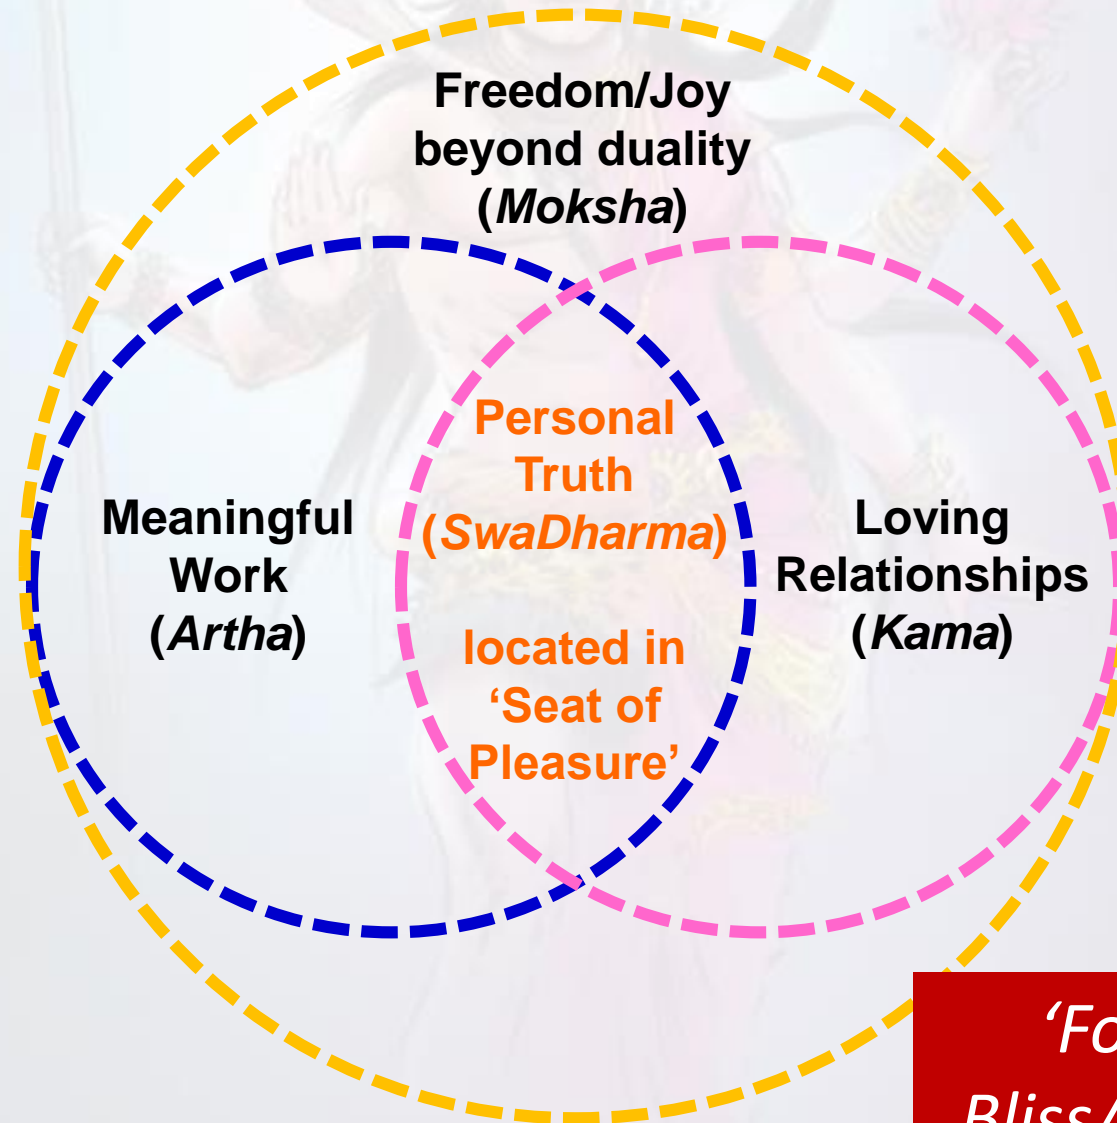 Freedom/Joy
beyond duality
(Moksha)
Personal
Truth
(SwaDharma)
located in
‘Seat of
Pleasure’
Meaningful
Work
(Artha)
Loving
Relationships
(Kama)
Bliss